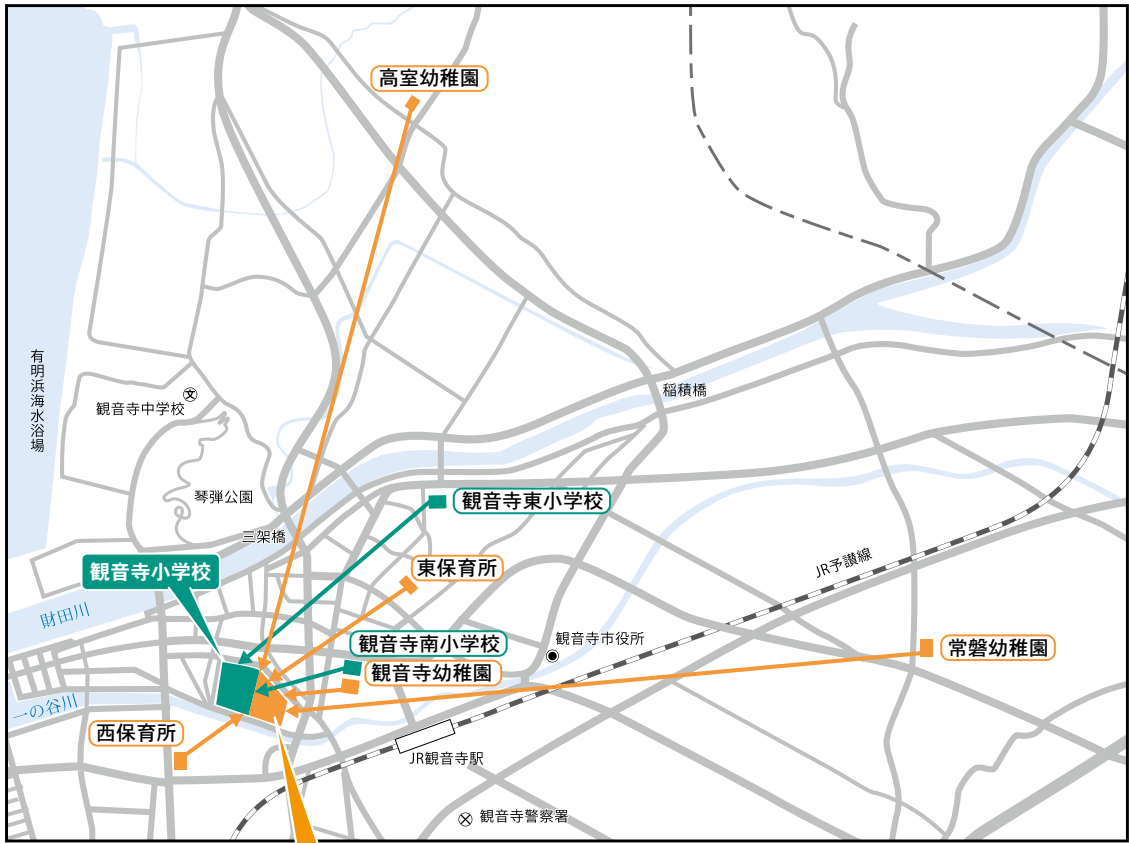 高室幼稚園
有明浜海水浴場
観音寺中学校
稲積橋
琴弾公園
観音寺東小学校
三架橋
観音寺小学校
東保育所
JR予讃線
財田川
観音寺南小学校
観音寺市役所
常磐幼稚園
観音寺幼稚園
一の谷川
西保育所
JR観音寺駅
観音寺警察署